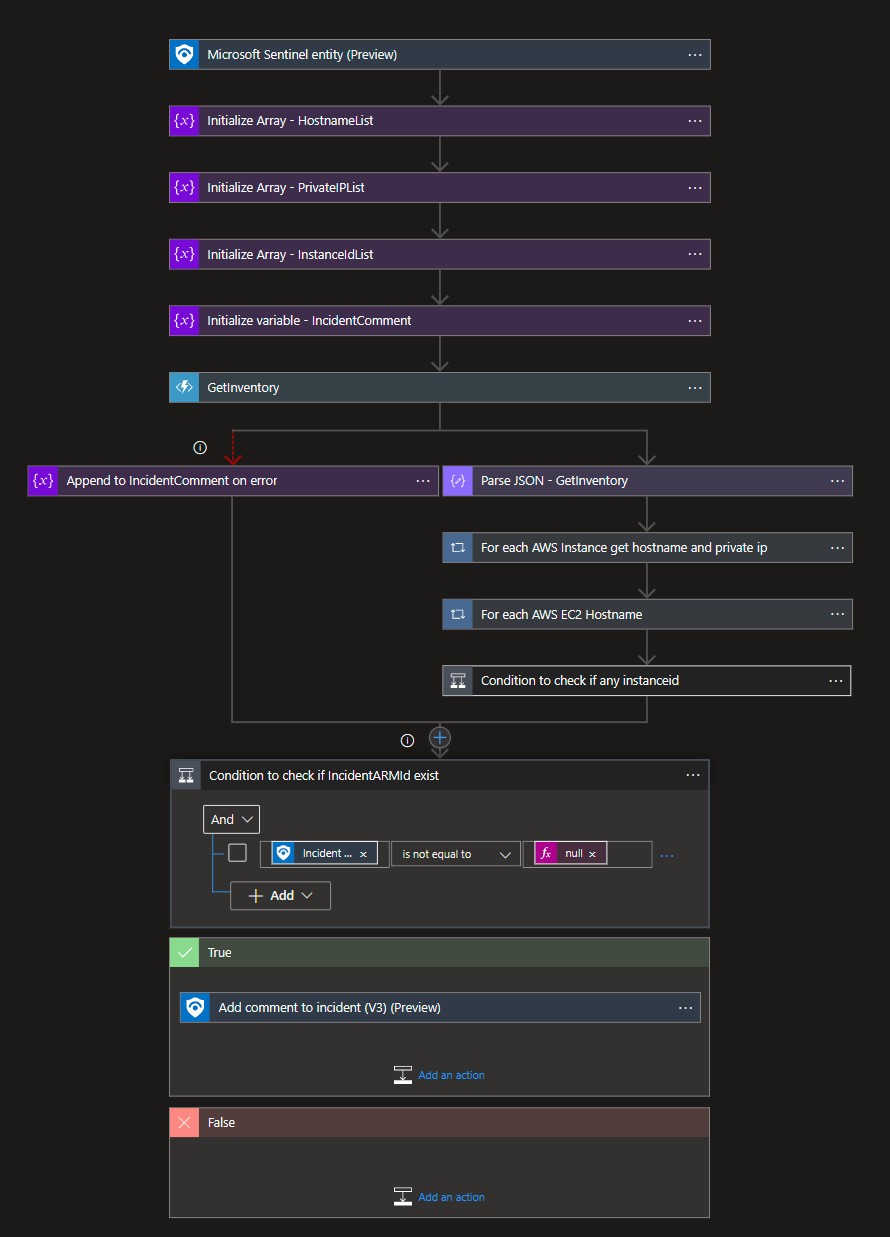 Microsoft Sentinel entity (Preview)
{x} Initialize Array - HostnameList
{x} Initialize Array - PrivateIPList
{x} Initialize Array - InstanceIdList
{x} Initialize variable - IncidentComment
GetInventory
{x} Append to IncidentComment on error
Parse JSON - GetInventory
For each AWS Instance get hostname and private ip
For each AWS EC2 Hostname
Condition to check if any instanceid
Condition to check if IncidentARMId exist
And
Incident ... × is not equal to fx null ×
+ Add
True
Add comment to incident (V3) (Preview)
Add an action
False
Add an action